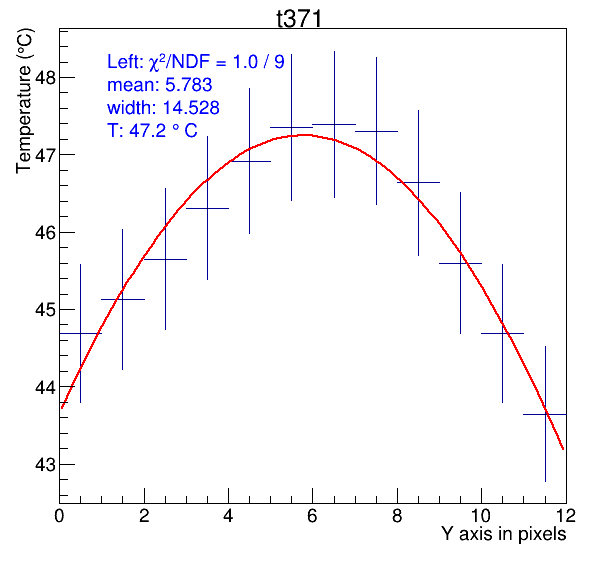 t371
Temperature (°C)
Left: χ²/NDF = 1.0 / 9
mean: 5.783
width: 14.528
T: 47.2 ° C
48
47
46
45
44
43
0 2 4 6 8 10 12
Y axis in pixels